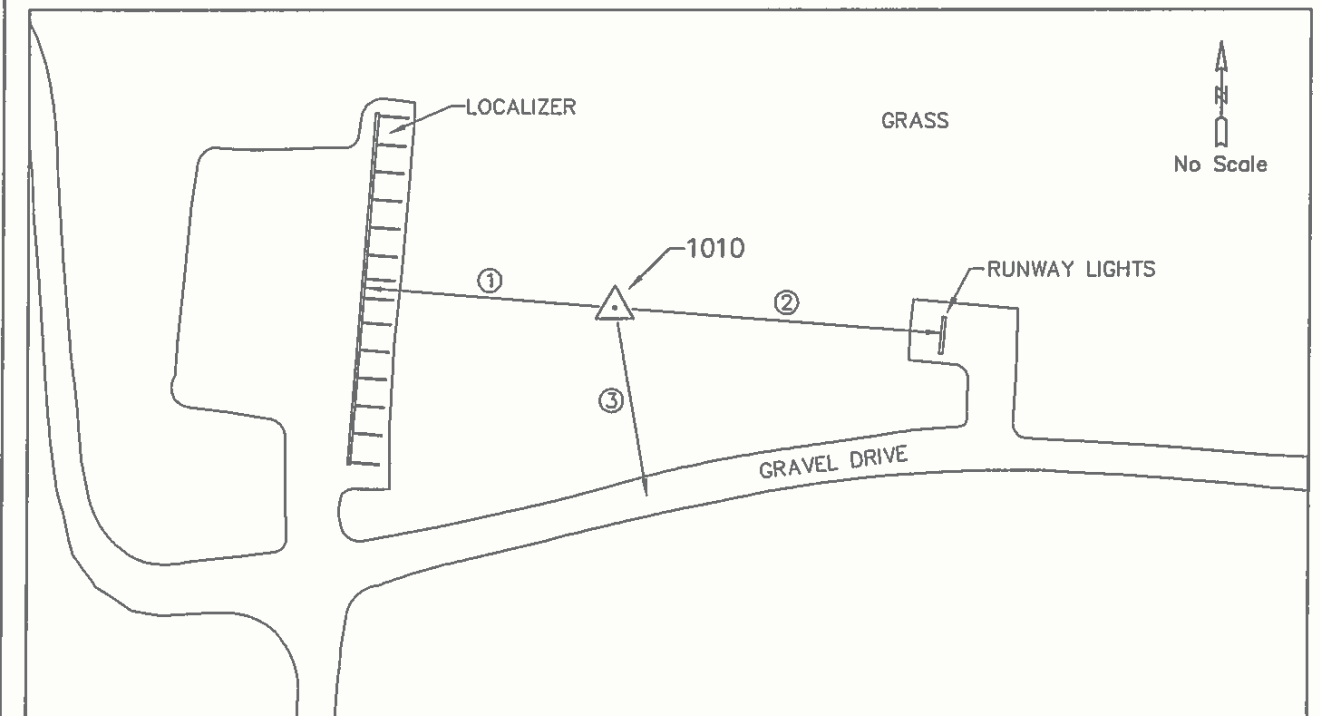 LOCALIZER
GRASS
N
No Scale
1010
①
②
RUNWAY LIGHTS
③
GRAVEL DRIVE